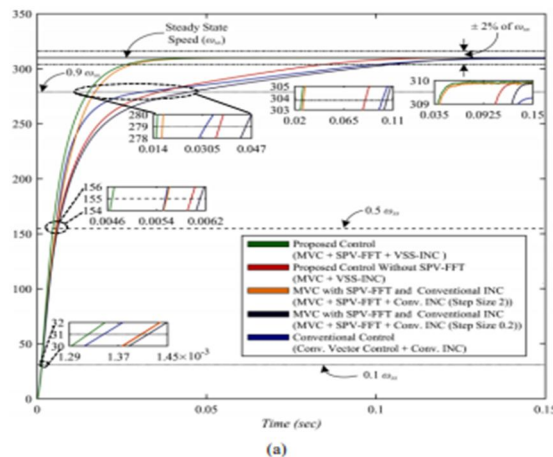 (a)
Steady State
Speed (ωss)
± 2% of ωss
350
300
250
200
150
100
50
0
0.9 ωss
280
279
278
0.014 0.0305 0.047
305
304
303
0.02 0.065 0.11
310
309
0.035 0.0925 0.15
156
155
154
0.0046 0.0054 0.0062
0.5 ωss
Proposed Control
(MVC + SPV-FFT + VSS-INC )
Proposed Control Without SPV-FFT
(MVC + VSS-INC)
MVC with SPV-FFT and Conventional INC
(MVC + SPV-FFT + Conv. INC (Step Size 2))
MVC with SPV-FFT and Conventional INC
(MVC + SPV-FFT + Conv. INC (Step Size 0.2))
Conventional Control
(Conv. Vector Control + Conv. INC)
32
31
30
1.29 1.37 1.45×10⁻³
0.1 ωss
0 0.05 0.1 0.15
Time (sec)
(a)